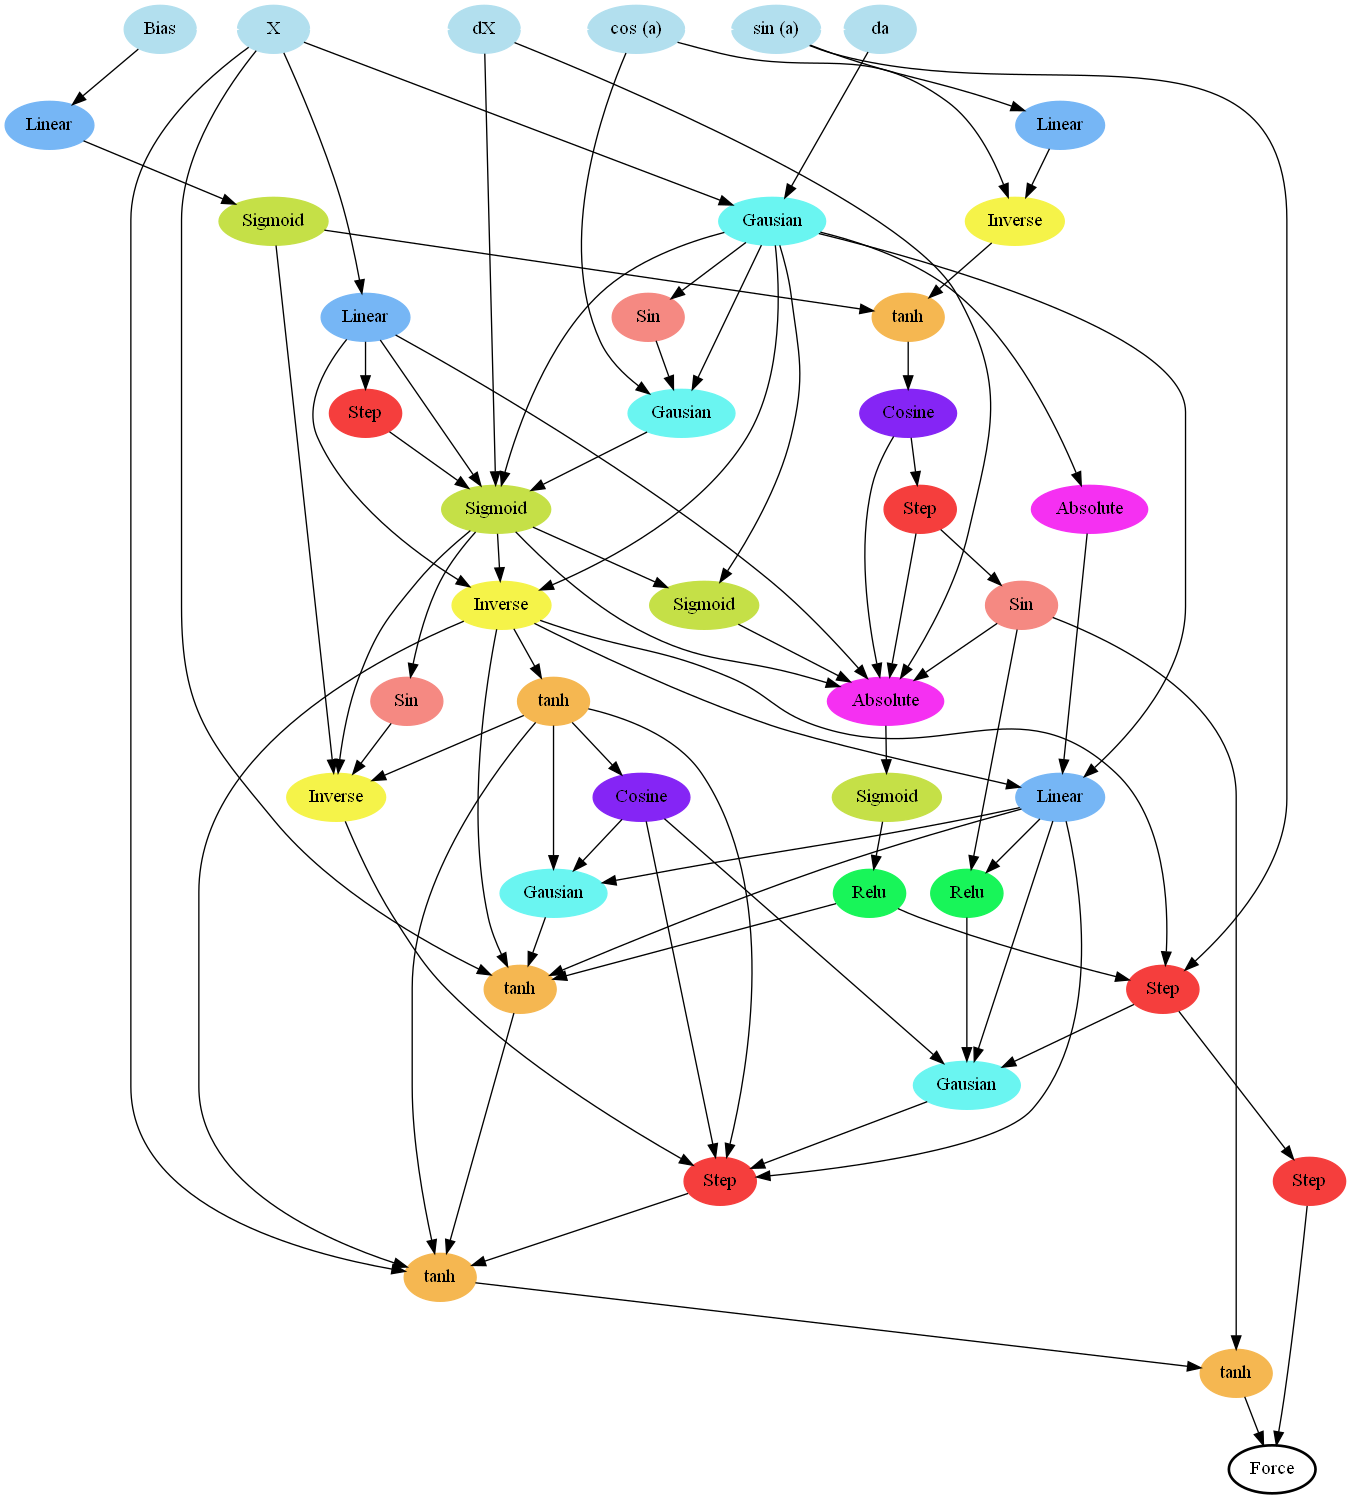 Bias X dX cos (a) sin (a) da
Linear Linear
Sigmoid Gausian Inverse
Linear Sin tanh
Step Gausian Cosine
Sigmoid Step Absolute
Inverse Sigmoid Sin
Sin tanh Absolute
Inverse Cosine Sigmoid Linear
Gausian Relu Relu
tanh Step
Gausian
Step Step
tanh
tanh
Force